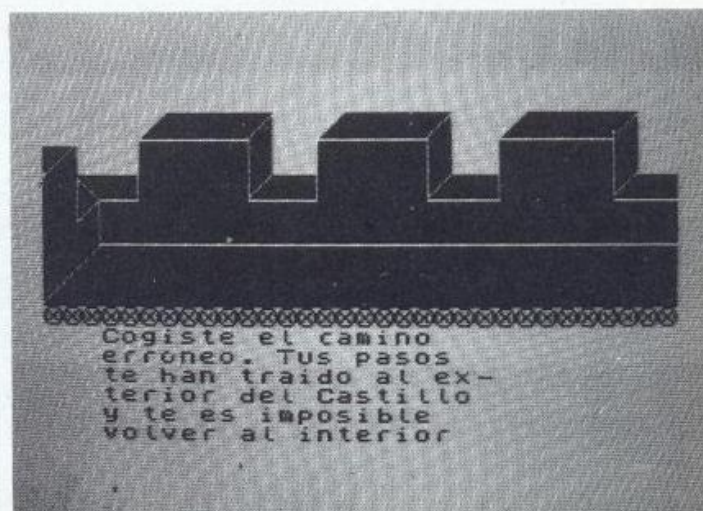 Cogiste el camino
erroneo. Tus pasos
te han traido al ex-
terior del Castillo
y te es imposible
volver al interior